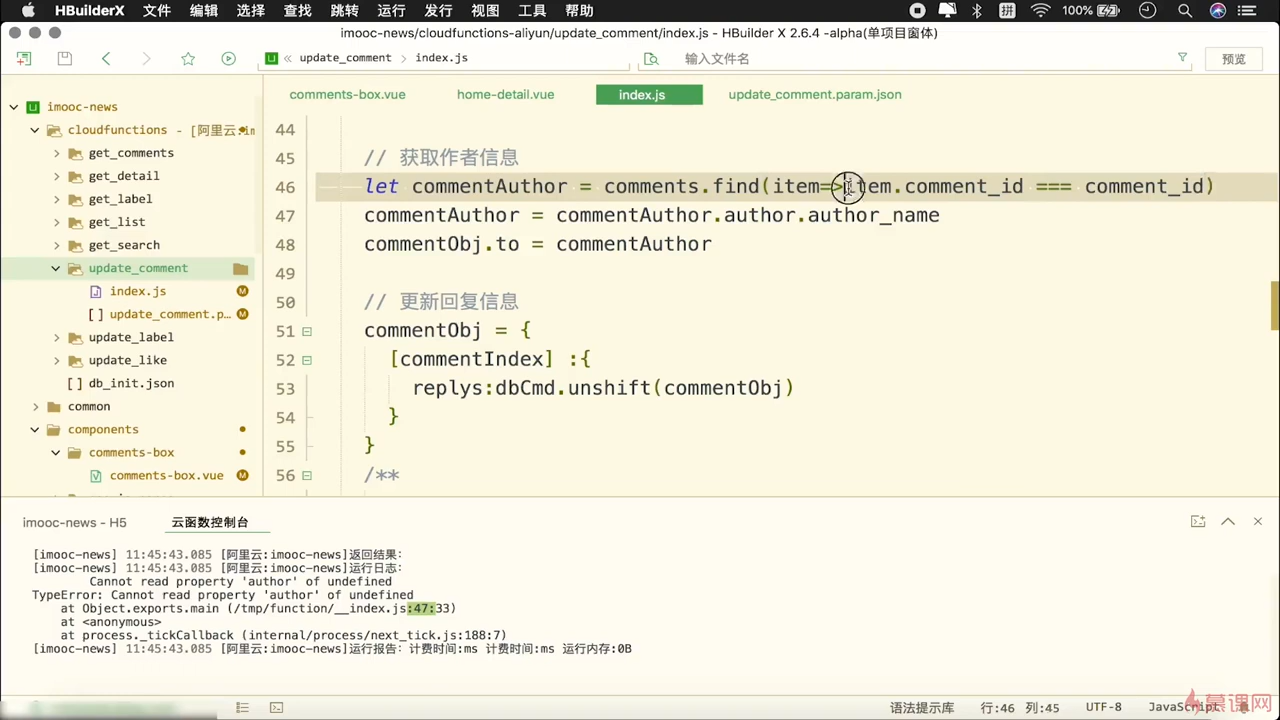 HBuilderX 文件 编辑 选择 查找 跳转 运行 发行 视图 工具 帮助 拼 100%
imooc-news/cloudfunctions-aliyun/update_comment/index.js - HBuilder X 2.6.4 -alpha(单项目窗体)
update_comment index.js 输入文件名 预览
comments-box.vue home-detail.vue index.js update_comment.param.json
imooc-news
cloudfunctions - [阿里云:im
get_comments
get_detail
get_label
get_list
get_search
update_comment
index.js
update_comment.p...
update_label
update_like
db_init.json
common
components
comments-box
comments-box.vue
44
45 // 获取作者信息
46 let commentAuthor = comments.find(item=>item.comment_id === comment_id)
47 commentAuthor = commentAuthor.author.author_name
48 commentObj.to = commentAuthor
49
50 // 更新回复信息
51 commentObj = {
52 [commentIndex] :{
53 replys:dbCmd.unshift(commentObj)
54 }
55 }
56 /**
imooc-news - H5 云函数控制台
[imooc-news] 11:45:43.085 [阿里云:imooc-news]返回结果:
[imooc-news] 11:45:43.085 [阿里云:imooc-news]运行日志:
Cannot read property 'author' of undefined
TypeError: Cannot read property 'author' of undefined
at Object.exports.main (/tmp/function/__index.js:47:33)
at <anonymous>
at process._tickCallback (internal/process/next_tick.js:188:7)
[imooc-news] 11:45:43.085 [阿里云:imooc-news]运行报告: 计费时间:ms 计费时间:ms 运行内存:0B
语法提示库 行:46 列:45 UTF-8 JavaScript
慕课网